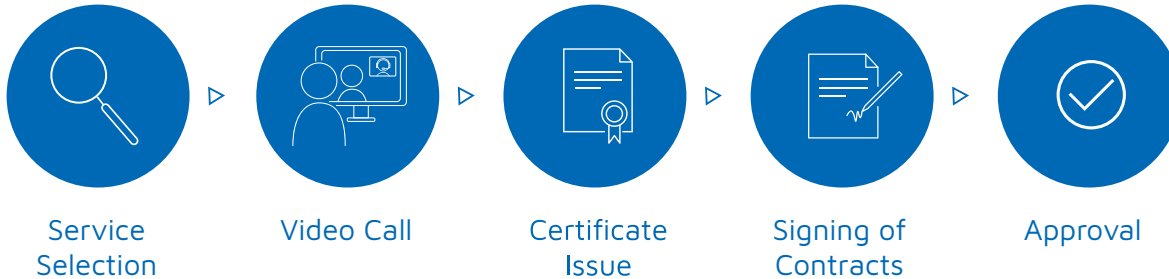 Service
Selection
Video Call
Certificate
Issue
Signing of
Contracts
Approval